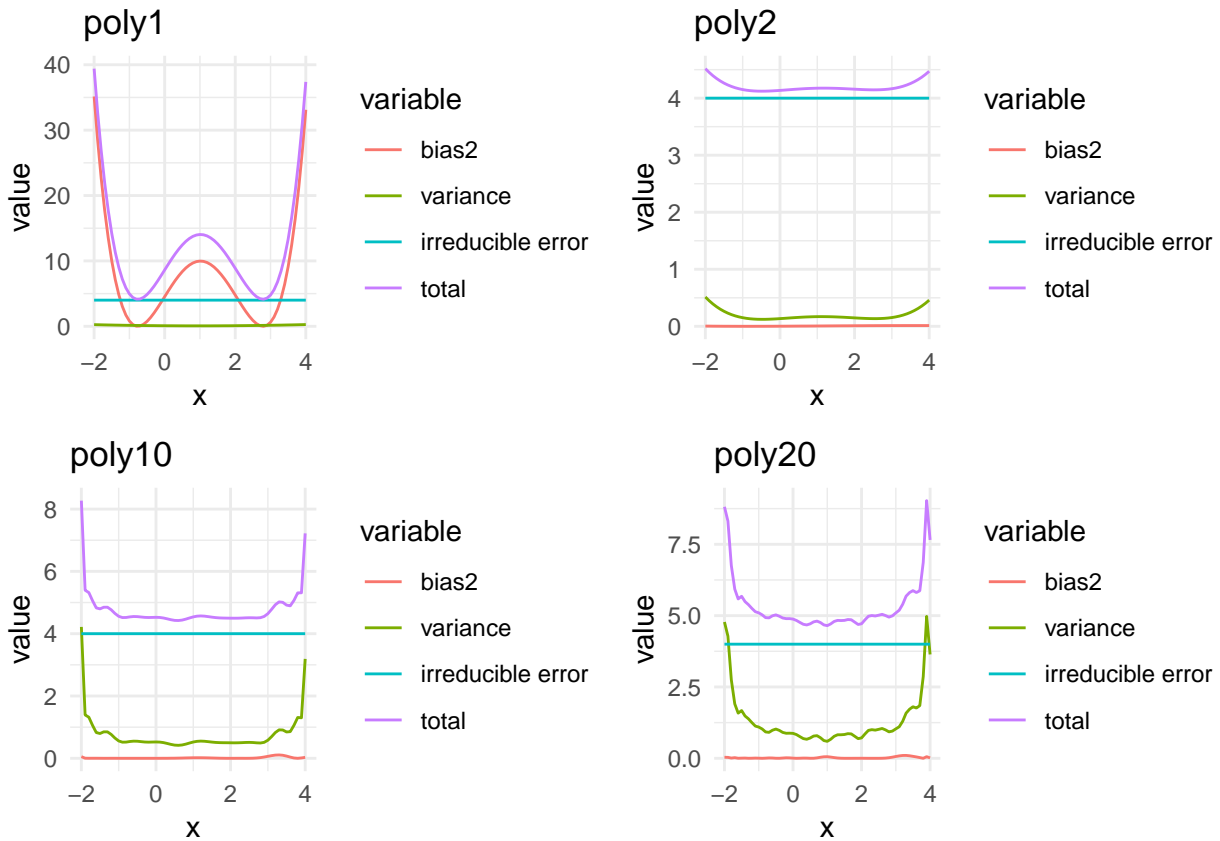 poly1
40
30
20
10
0
value
−2 0 2 4
x
variable
bias2
variance
irreducible error
total
poly2
4
3
2
1
0
value
−2 0 2 4
x
variable
bias2
variance
irreducible error
total
poly10
8
6
4
2
0
value
−2 0 2 4
x
variable
bias2
variance
irreducible error
total
poly20
7.5
5.0
2.5
0.0
value
−2 0 2 4
x
variable
bias2
variance
irreducible error
total